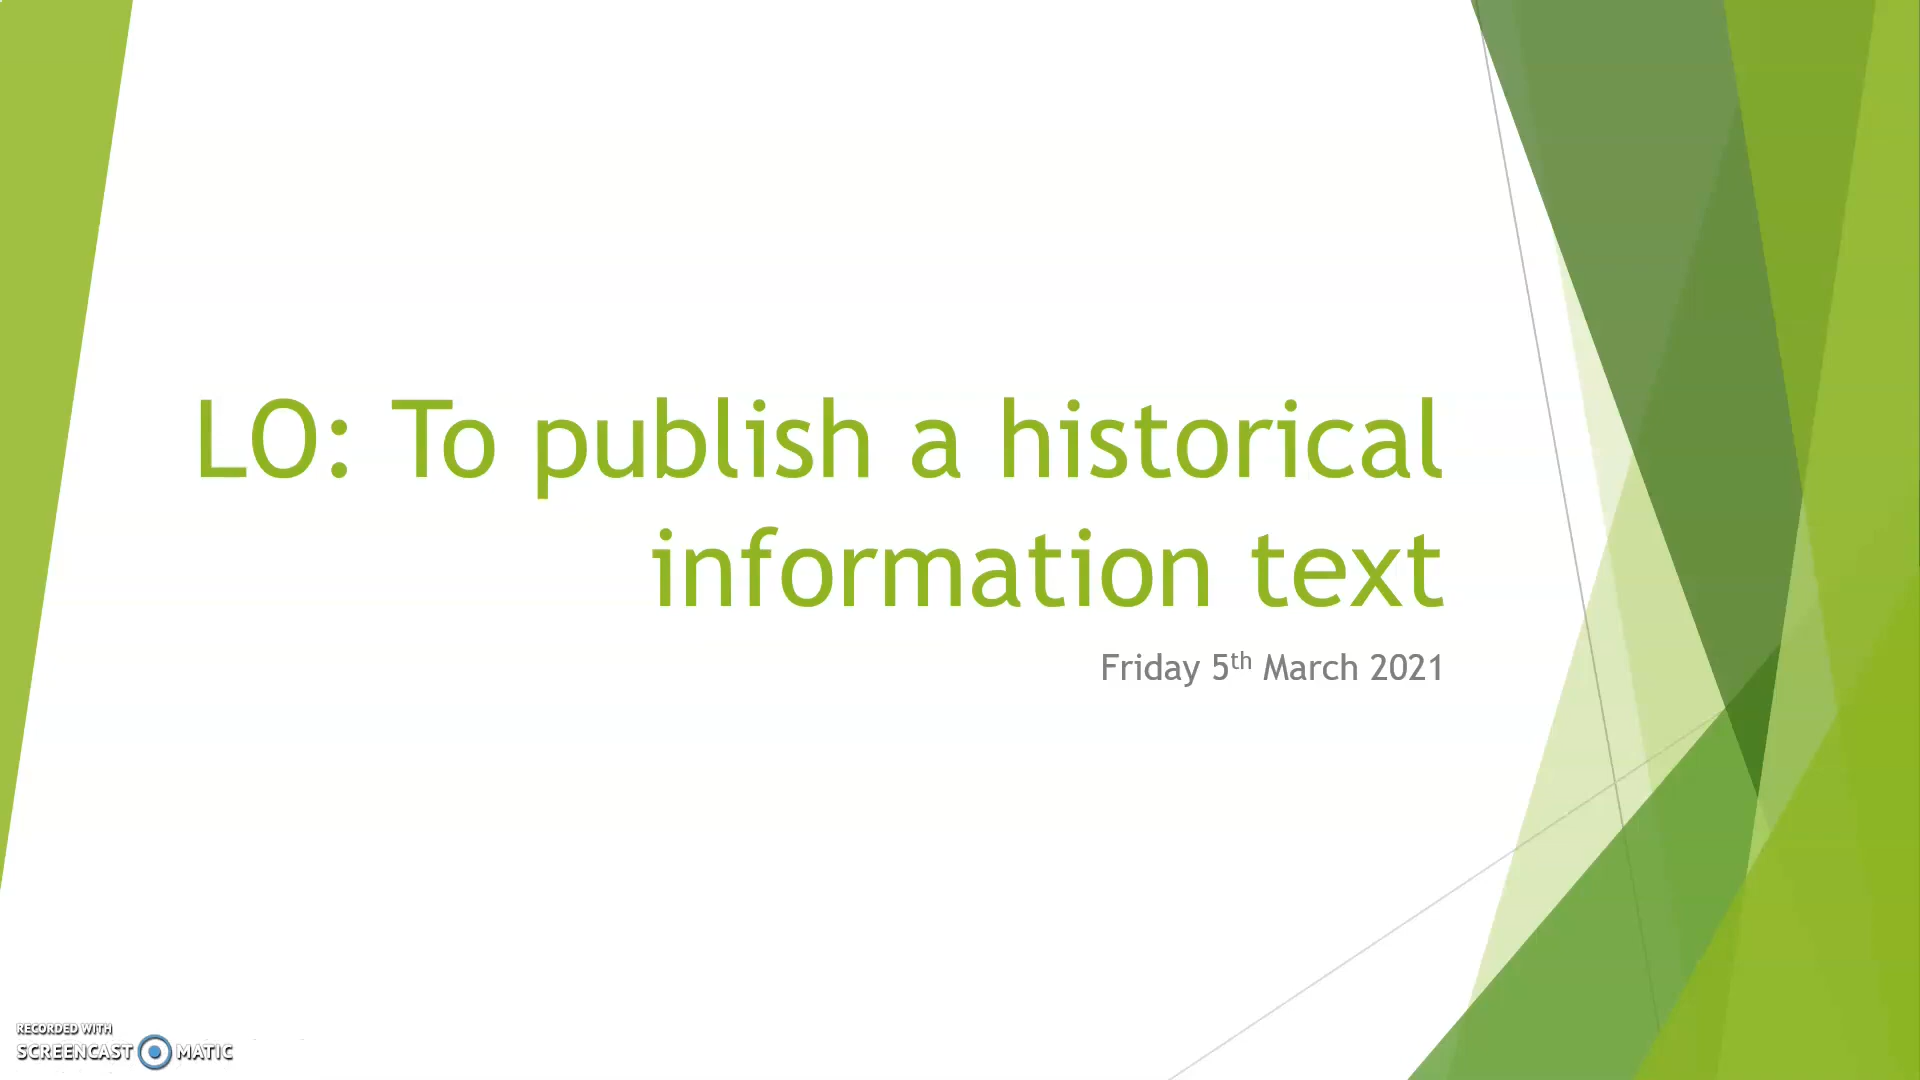 LO: To publish a historical
information text
Friday 5th March 2021
RECORDED WITH
SCREENCAST MATIC